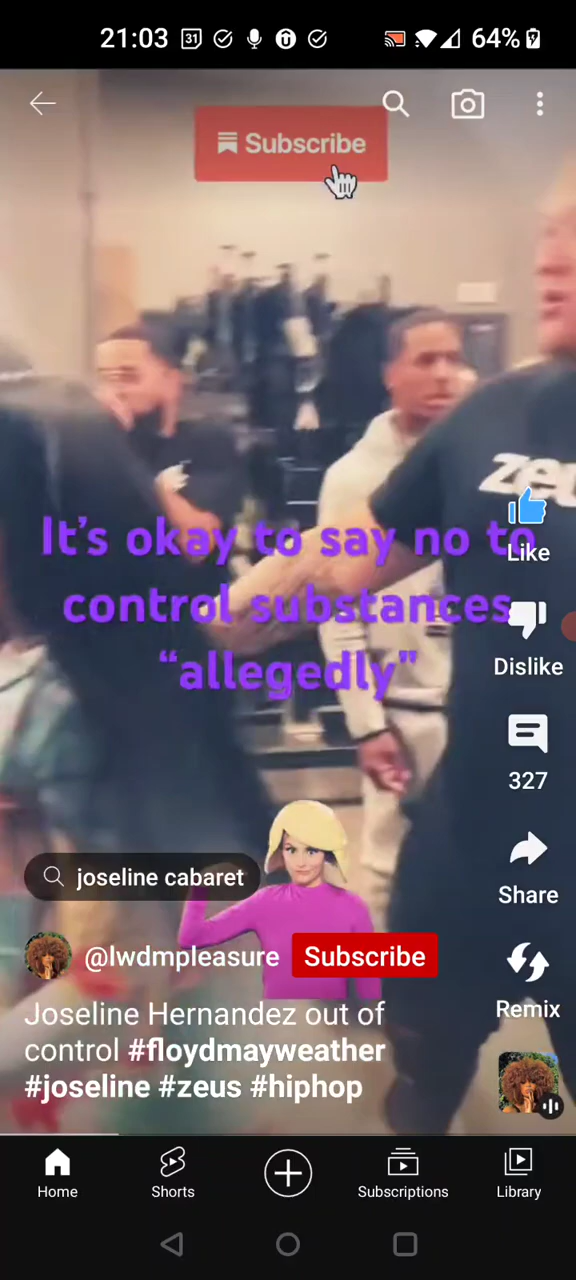 21:03
31
64%
Subscribe
It's okay to say no to
control substances
“allegedly”
Like
Dislike
327
Share
Remix
joseline cabaret
@lwdmpleasure
Subscribe
Joseline Hernandez out of
control #floydmayweather
#joseline #zeus #hiphop
Home
Shorts
Subscriptions
Library